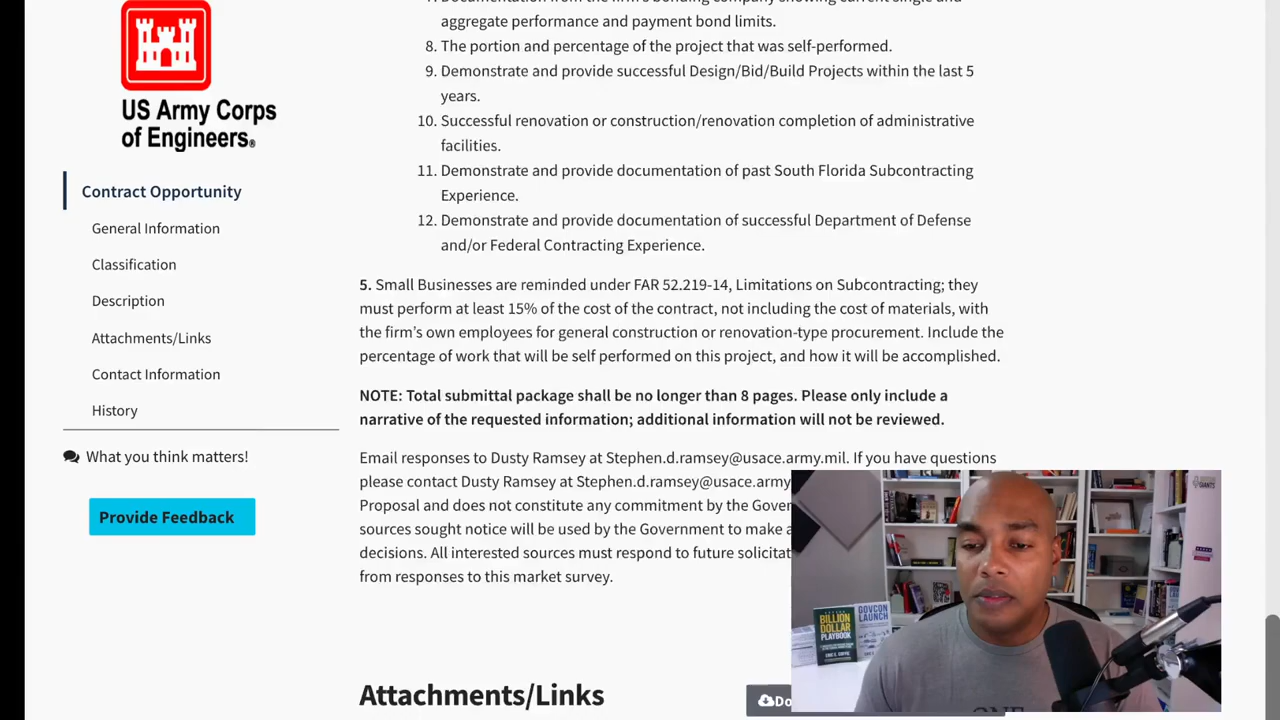 aggregate performance and payment bond limits.
8. The portion and percentage of the project that was self-performed.
9. Demonstrate and provide successful Design/Bid/Build Projects within the last 5
years.
10. Successful renovation or construction/renovation completion of administrative
facilities.
11. Demonstrate and provide documentation of past South Florida Subcontracting
Experience.
12. Demonstrate and provide documentation of successful Department of Defense
and/or Federal Contracting Experience.
5. Small Businesses are reminded under FAR 52.219-14, Limitations on Subcontracting; they
must perform at least 15% of the cost of the contract, not including the cost of materials, with
the firm's own employees for general construction or renovation-type procurement. Include the
percentage of work that will be self performed on this project, and how it will be accomplished.
NOTE: Total submittal package shall be no longer than 8 pages. Please only include a
narrative of the requested information; additional information will not be reviewed.
Email responses to Dusty Ramsey at Stephen.d.ramsey@usace.army.mil. If you have questions
please contact Dusty Ramsey at Stephen.d.ramsey@usace.army
Proposal and does not constitute any commitment by the Gover
sources sought notice will be used by the Government to make a
decisions. All interested sources must respond to future solicitat
from responses to this market survey.
Attachments/Links
Do
US Army Corps
of Engineers®
Contract Opportunity
General Information
Classification
Description
Attachments/Links
Contact Information
History
What you think matters!
Provide Feedback
BILLION
DOLLAR
PLAYBOOK
GOVCON
LAUNCH
GIANTS